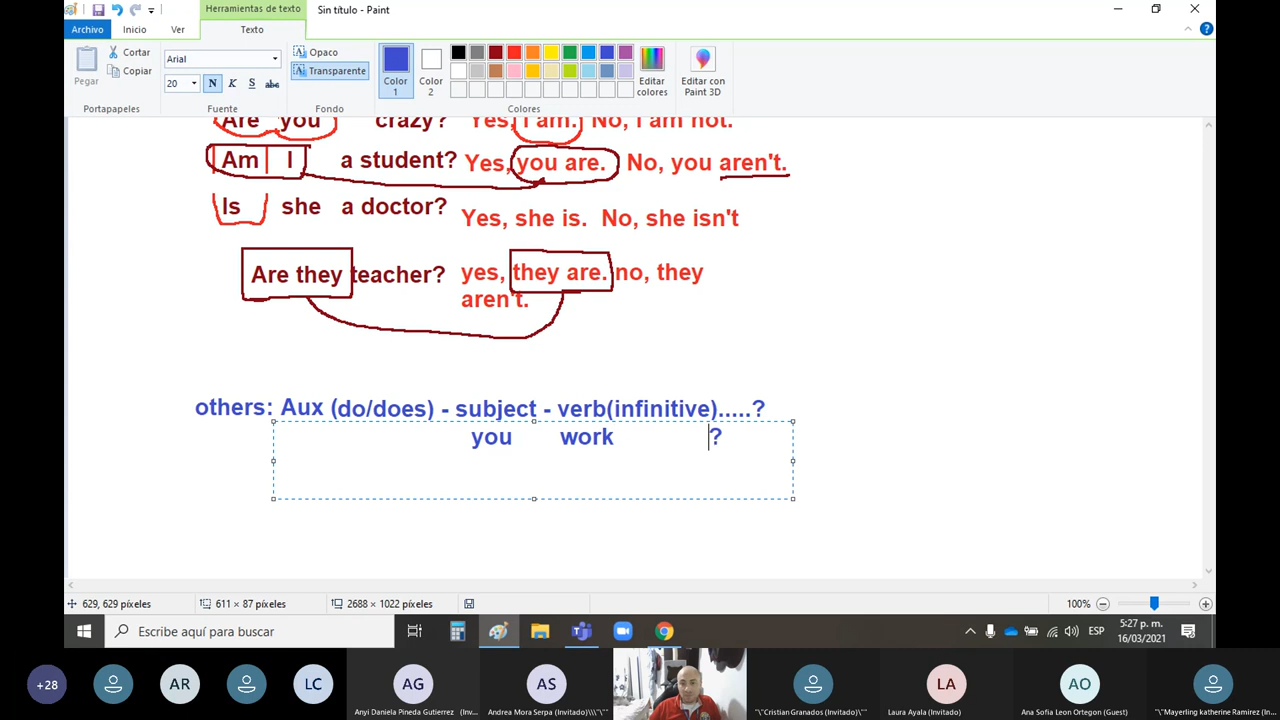 Herramientas de texto
Sin título - Paint
Archivo Inicio Ver Texto
Pegar
Cortar
Copiar
Portapapeles
Arial
20
N K S abc
Fuente
Opaco
Transparente
Fondo
Color 1
Color 2
Colores
Editar colores
Editar con Paint 3D
Are you crazy? Yes, I am. No, I am not.
Am I a student? Yes, you are. No, you aren't.
Is she a doctor? Yes, she is. No, she isn't
Are they teacher? yes, they are. no, they
aren't.
others: Aux (do/does) - subject - verb(infinitive).....?
you work ?
629, 629 píxeles 611 × 87 píxeles 2688 × 1022 píxeles 100%
Escribe aquí para buscar
ESP
5:27 p. m.
16/03/2021
+28 AR LC AG AS LA AO
Anyi Daniela Pineda Gutierrez (Inv...
Andrea Mora Serpa (Invitado)\\\"\"
"\"Cristian Granados (Invitado)\""
Laura Ayala (Invitado)
Ana Sofia Leon Ortegon (Guest)
"\"Mayerling katherine Ramirez (In...